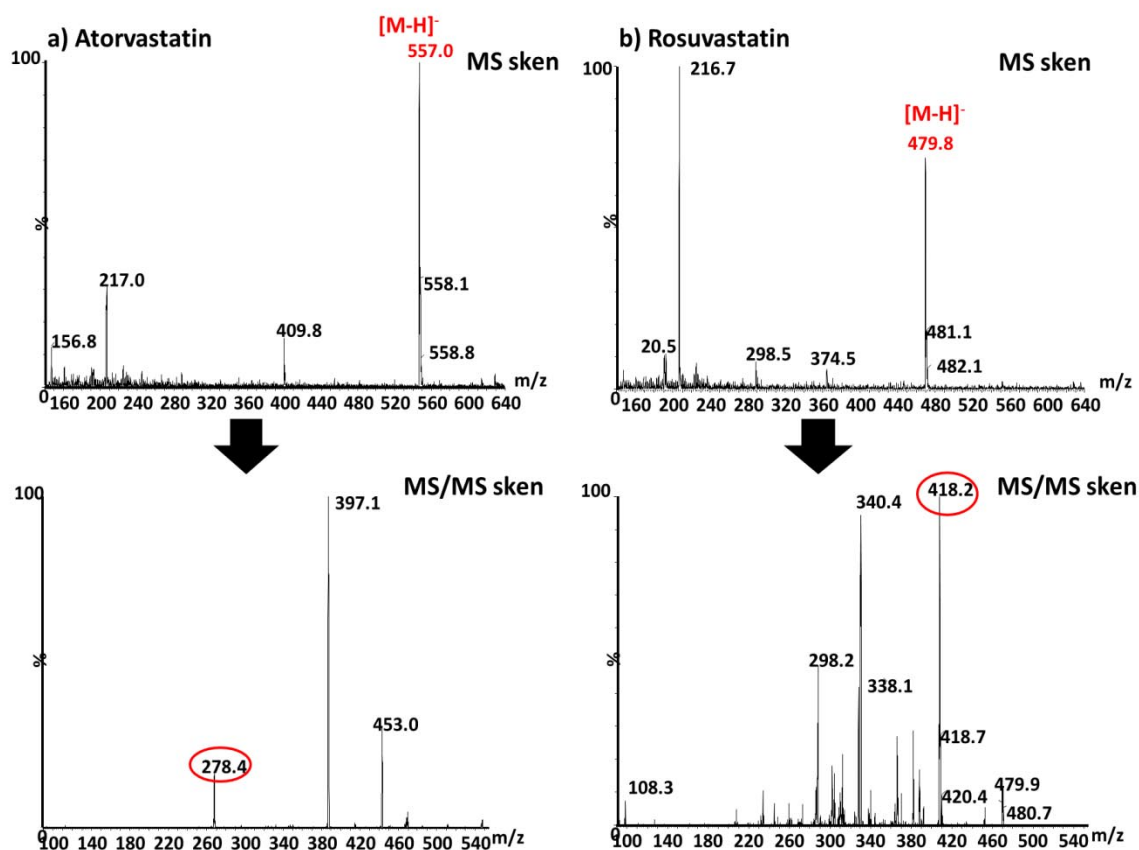 a) Atorvastatin
[M-H]-
557.0
MS sken
100
%
217.0
156.8
409.8
558.1
558.8
m/z
160 200 240 280 320 360 400 440 480 520 560 600 640
b) Rosuvastatin
MS sken
100
%
216.7
[M-H]-
479.8
20.5
298.5
374.5
481.1
482.1
m/z
160 200 240 280 320 360 400 440 480 520 560 600 640
MS/MS sken
100
%
397.1
453.0
278.4
0
m/z
100 140 180 220 260 300 340 380 420 460 500 540
MS/MS sken
100
%
418.2
340.4
298.2
338.1
418.7
108.3
479.9
420.4
480.7
0
m/z
100 140 180 220 260 300 340 380 420 460 500 540